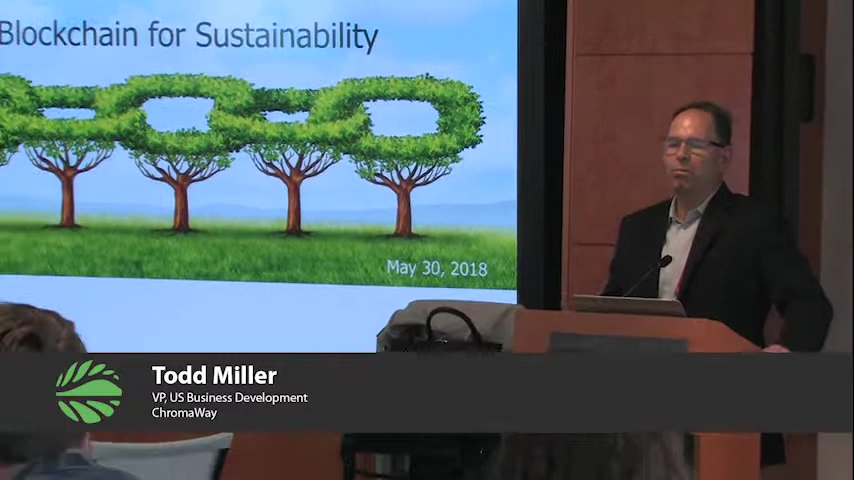 Blockchain for Sustainability
May 30, 2018
Todd Miller
VP, US Business Development
ChromaWay